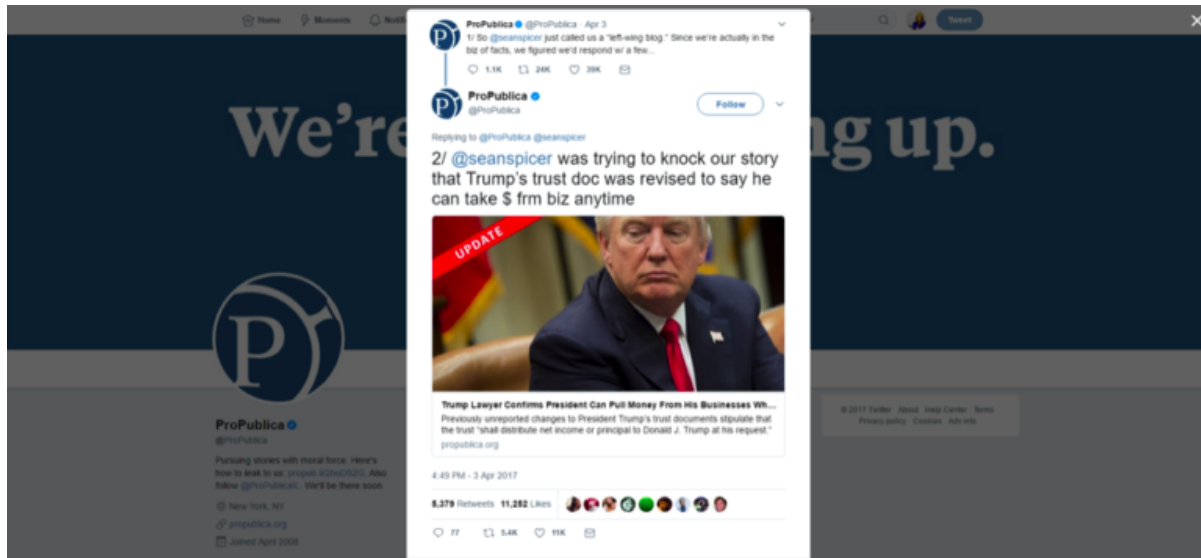 Home Moments
Tweet
We're
ng up.
ProPublica @ProPublica · Apr 3
1/ So @seanspicer just called us a "left-wing blog." Since we're actually in the
biz of facts, we figured we'd respond w/ a few...
1.1K 24K 39K
ProPublica
@ProPublica
Follow
Replying to @ProPublica @seanspicer
2/ @seanspicer was trying to knock our story
that Trump's trust doc was revised to say he
can take $ frm biz anytime
UPDATE
Trump Lawyer Confirms President Can Pull Money From His Businesses Wh...
Previously unreported changes to President Trump's trust documents stipulate that
the trust "shall distribute net income or principal to Donald J. Trump at his request."
propublica.org
4:49 PM - 3 Apr 2017
5,379 Retweets 11,252 Likes
77 5.4K 11K
ProPublica
@ProPublica
Pursuing stories with moral force. Here's
how to leak to us: Also
follow We'll be there soon.
New York, NY
propublica.org
Joined April 2008
© 2017 Twitter About Help Center Terms
Privacy policy Cookies Ads info